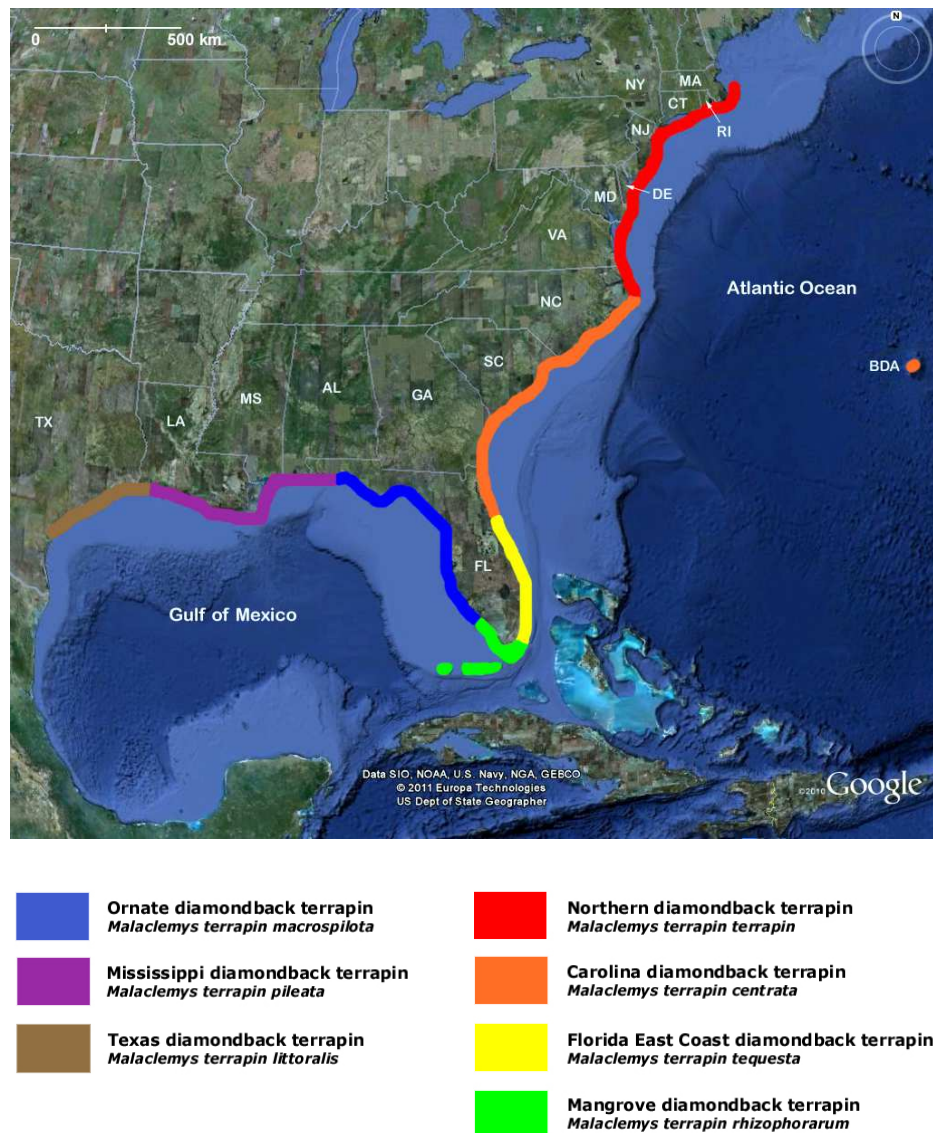 N
0
500 km
NY
MA
CT
RI
NJ
MD
DE
VA
NC
Atlantic Ocean
SC
BDA
AL
MS
GA
LA
TX
FL
Gulf of Mexico
Data SIO, NOAA, U.S. Navy, NGA, GEBCO
© 2011 Europa Technologies
US Dept of State Geographer
©2010 Google
Ornate diamondback terrapin
Malaclemys terrapin macrospilota
Mississippi diamondback terrapin
Malaclemys terrapin pileata
Texas diamondback terrapin
Malaclemys terrapin littoralis
Northern diamondback terrapin
Malaclemys terrapin terrapin
Carolina diamondback terrapin
Malaclemys terrapin centrata
Florida East Coast diamondback terrapin
Malaclemys terrapin tequesta
Mangrove diamondback terrapin
Malaclemys terrapin rhizophorarum